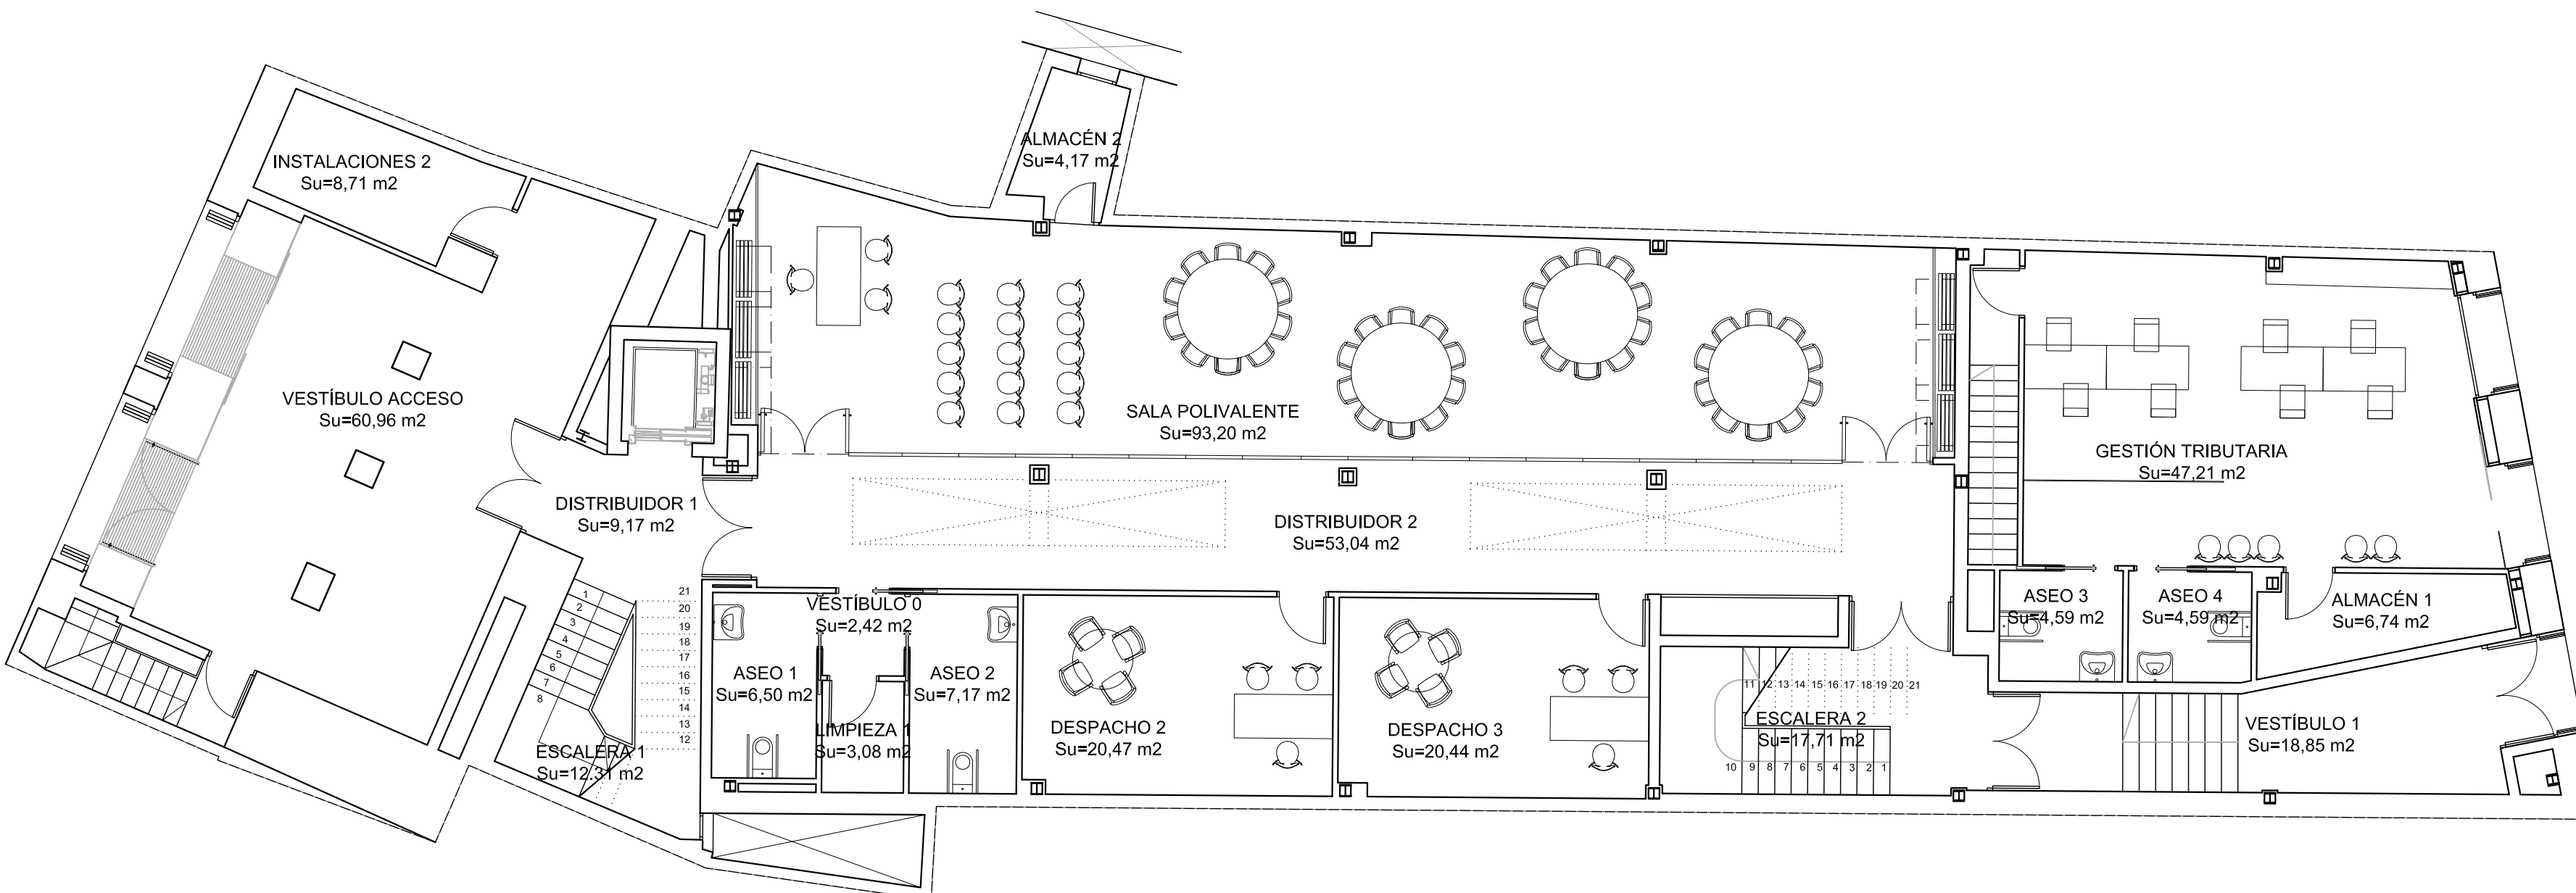 ALMACÉN 2
Su=4,17 m2
INSTALACIONES 2
Su=8,71 m2
VESTÍBULO ACCESO
Su=60,96 m2
SALA POLIVALENTE
Su=93,20 m2
GESTIÓN TRIBUTARIA
Su=47,21 m2
DISTRIBUIDOR 1
Su=9,17 m2
DISTRIBUIDOR 2
Su=53,04 m2
VESTÍBULO 0
Su=2,42 m2
ASEO 3
Su=4,59 m2
ASEO 4
Su=4,59 m2
ALMACÉN 1
Su=6,74 m2
ASEO 1
Su=6,50 m2
ASEO 2
Su=7,17 m2
LIMPIEZA 1
Su=3,08 m2
DESPACHO 2
Su=20,47 m2
DESPACHO 3
Su=20,44 m2
ESCALERA 2
Su=17,71 m2
VESTÍBULO 1
Su=18,85 m2
ESCALERA 1
Su=12.31 m2
1
2
3
4
5
6
7
8
21
20
19
18
17
16
15
14
13
12
11 12 13 14 15 16 17 18 19 20 21
10 9 8 7 6 5 4 3 2 1